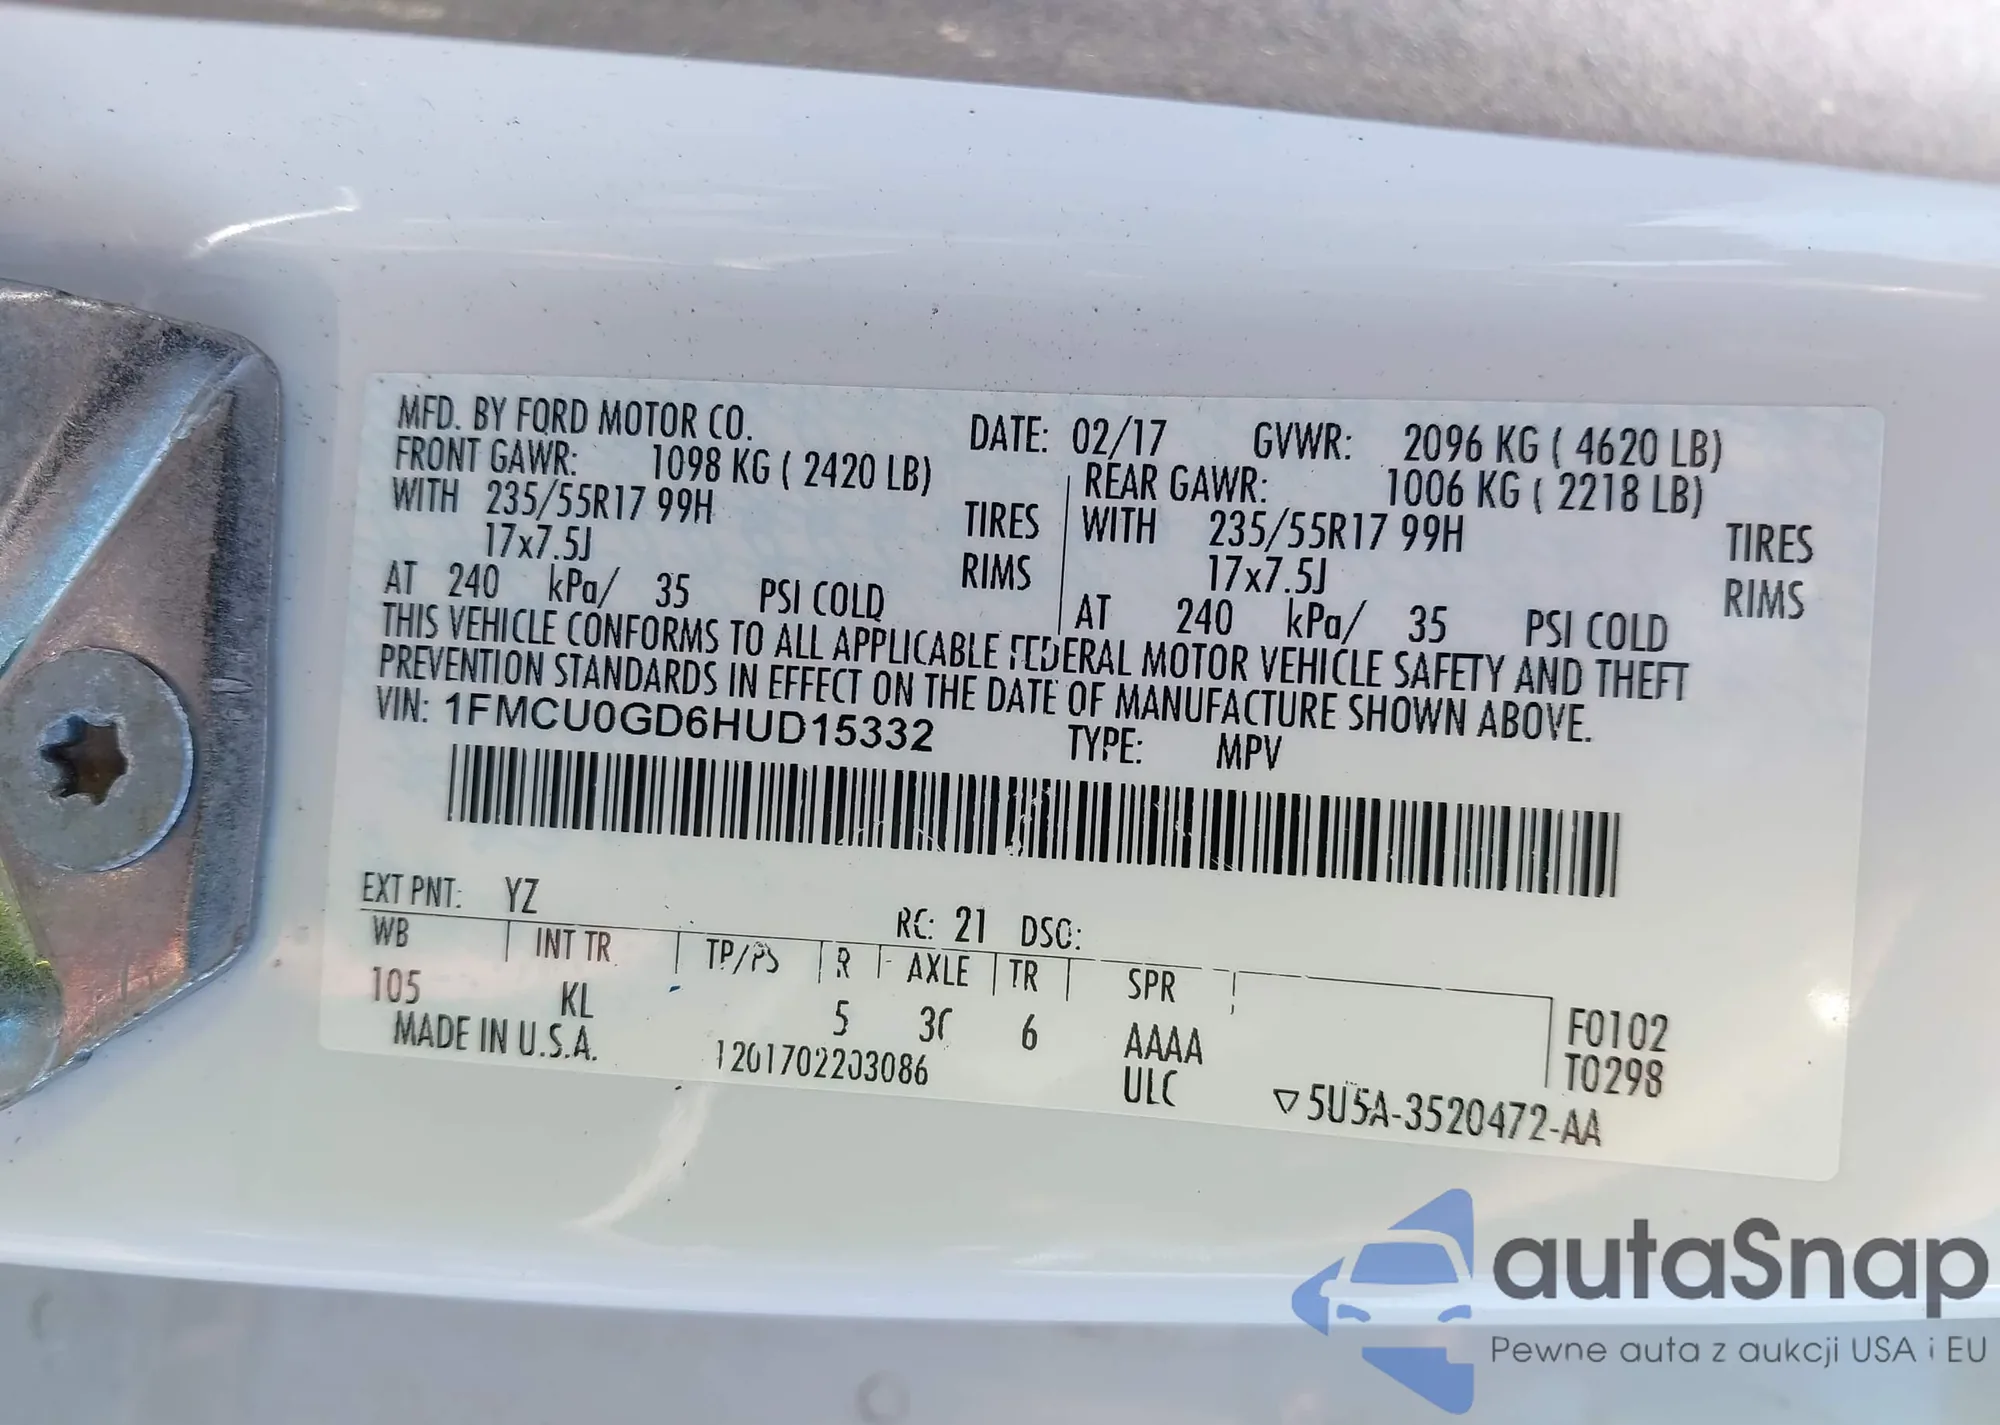 MFD. BY FORD MOTOR CO. DATE: 02/17 GVWR: 2096 KG ( 4620 LB)
FRONT GAWR: 1098 KG ( 2420 LB) REAR GAWR: 1006 KG ( 2218 LB)
WITH 235/55R17 99H TIRES WITH 235/55R17 99H TIRES
17x7.5J RIMS 17x7.5J RIMS
AT 240 kPa/ 35 PSI COLD AT 240 kPa/ 35 PSI COLD
THIS VEHICLE CONFORMS TO ALL APPLICABLE FEDERAL MOTOR VEHICLE SAFETY AND THEFT
PREVENTION STANDARDS IN EFFECT ON THE DATE OF MANUFACTURE SHOWN ABOVE.
VIN: 1FMCU0GD6HUD15332 TYPE: MPV
EXT PNT: YZ RC: 21 DSO:
WB INT TR TP/PS R AXLE TR SPR
105 KL 5 6 AAAA F0102
MADE IN U.S.A. 1201702203086 ULC T0298
▽5U5A-3520472-AA
autaSnap
Pewne auta z aukcji USA i EU